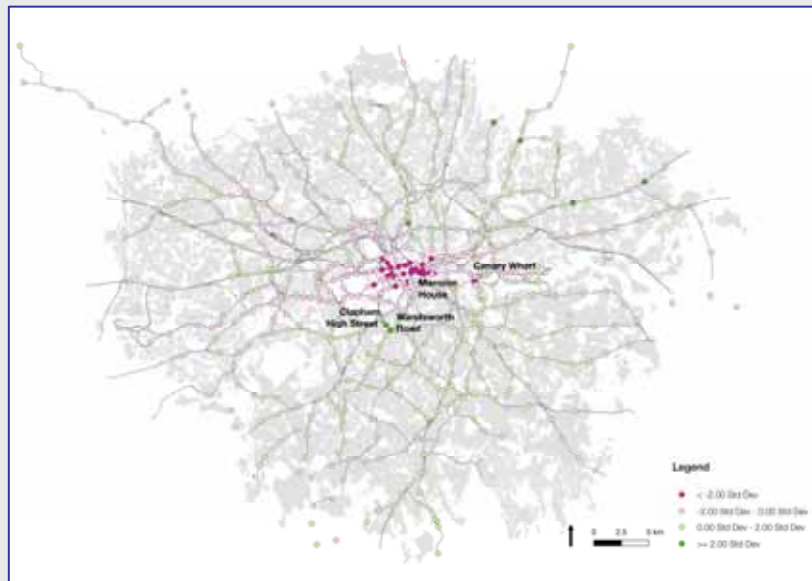 Canary Wharf
Mansion
House
Clapham
High Street
Wandsworth
Road
Legend
< -2.00 Std Dev
-2.00 Std Dev - 0.00 Std Dev
0.00 Std Dev - 2.00 Std Dev
>= 2.00 Std Dev
0 2.5 5 km